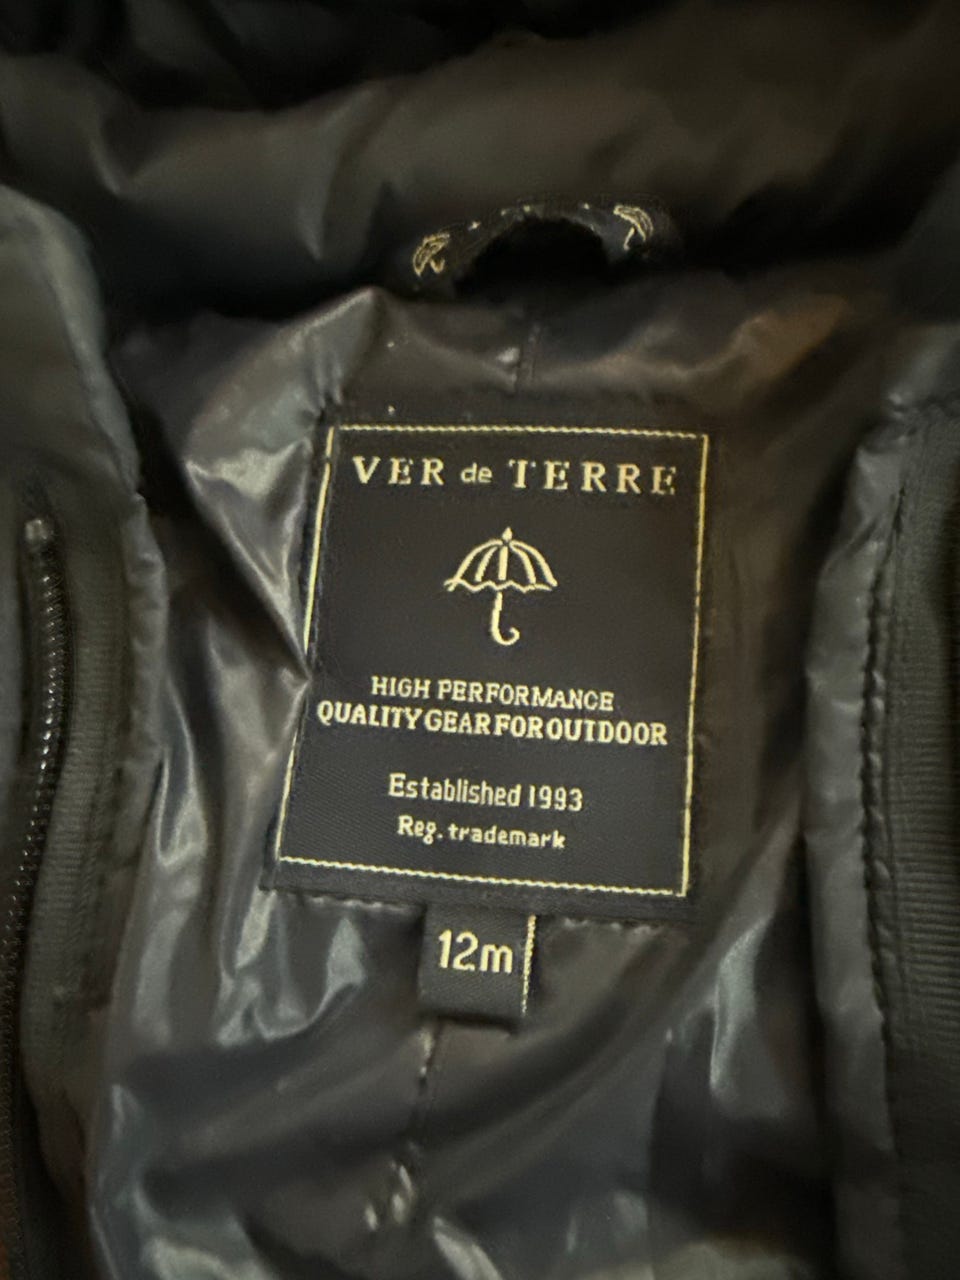 VER de TERRE
HIGH PERFORMANCE
QUALITY GEAR FOR OUTDOOR
Established 1993
Reg. trademark
12m